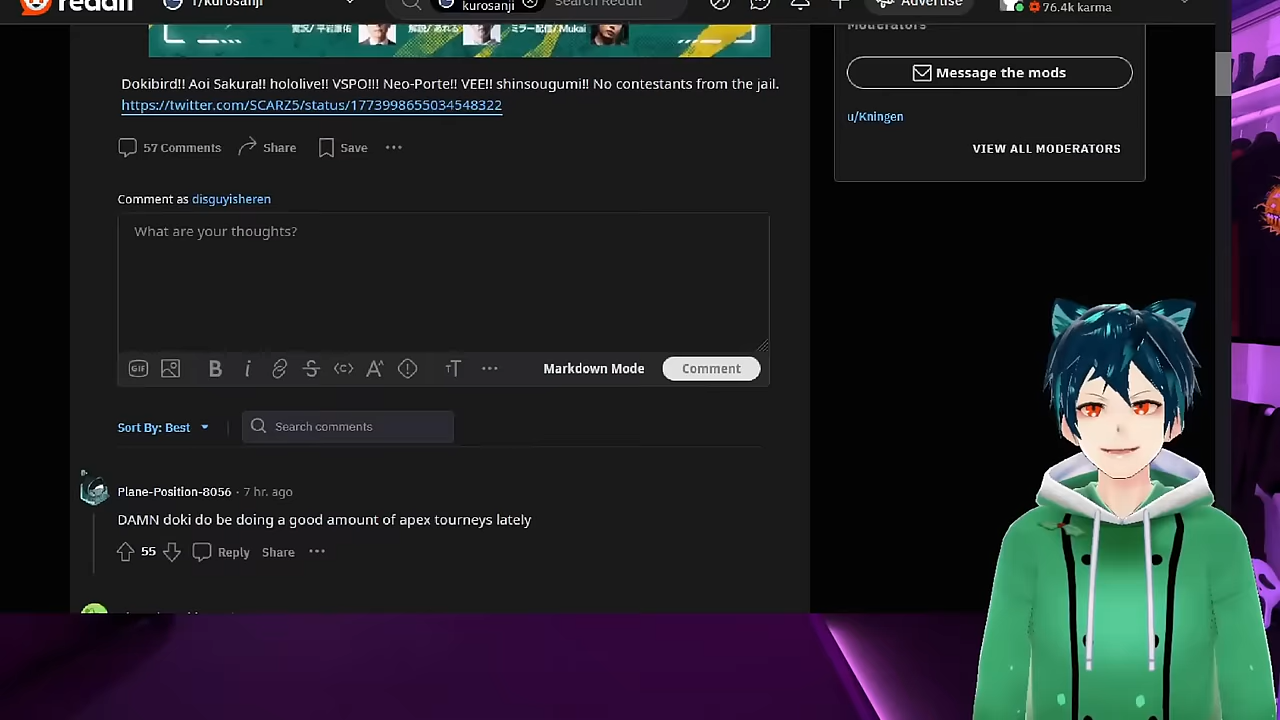 reddit
r/kurosanji
kurosanji
Search Reddit
Advertise
76.4k karma
Moderators
Message the mods
u/Kningen
VIEW ALL MODERATORS
Dokibird!! Aoi Sakura!! hololive!! VSPO!!! Neo-Porte!! VEE!! shinsougumi!! No contestants from the jail.
https://twitter.com/SCARZ5/status/1773998655034548322
57 Comments Share Save
Comment as disguyisheren
What are your thoughts?
GIF B i T Markdown Mode Comment
Sort By: Best Search comments
Plane-Position-8056 · 7 hr. ago
DAMN doki do be doing a good amount of apex tourneys lately
55 Reply Share